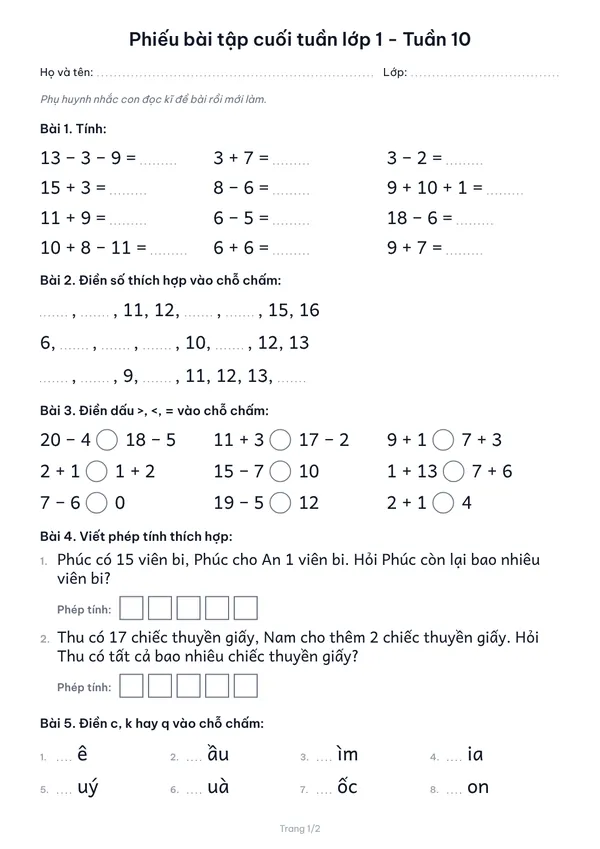 Phiếu bài tập cuối tuần lớp 1 - Tuần 10
Họ và tên: ........................ Lớp: ........................
Phụ huynh nhắc con đọc kĩ đề bài rồi mới làm.
Bài 1. Tính:
13 − 3 − 9 = ......... 3 + 7 = ......... 3 − 2 = .........
15 + 3 = ......... 8 − 6 = ......... 9 + 10 + 1 = .........
11 + 9 = ......... 6 − 5 = ......... 18 − 6 = .........
10 + 8 − 11 = ......... 6 + 6 = ......... 9 + 7 = .........
Bài 2. Điền số thích hợp vào chỗ chấm:
....... , ....... , 11, 12, ....... , ....... , 15, 16
6, ....... , ....... , ....... , 10, ....... , 12, 13
....... , ....... , 9, ....... , 11, 12, 13, .......
Bài 3. Điền dấu >, <, = vào chỗ chấm:
20 − 4 ◯ 18 − 5 11 + 3 ◯ 17 − 2 9 + 1 ◯ 7 + 3
2 + 1 ◯ 1 + 2 15 − 7 ◯ 10 1 + 13 ◯ 7 + 6
7 − 6 ◯ 0 19 − 5 ◯ 12 2 + 1 ◯ 4
Bài 4. Viết phép tính thích hợp:
1. Phúc có 15 viên bi, Phúc cho An 1 viên bi. Hỏi Phúc còn lại bao nhiêu
viên bi?
Phép tính: □ □ □ □ □
2. Thu có 17 chiếc thuyền giấy, Nam cho thêm 2 chiếc thuyền giấy. Hỏi
Thu có tất cả bao nhiêu chiếc thuyền giấy?
Phép tính: □ □ □ □ □
Bài 5. Điền c, k hay q vào chỗ chấm:
1. .... ê 2. .... ầu 3. .... ìm 4. .... ia
5. .... uý 6. .... uà 7. .... ốc 8. .... on
Trang 1/2